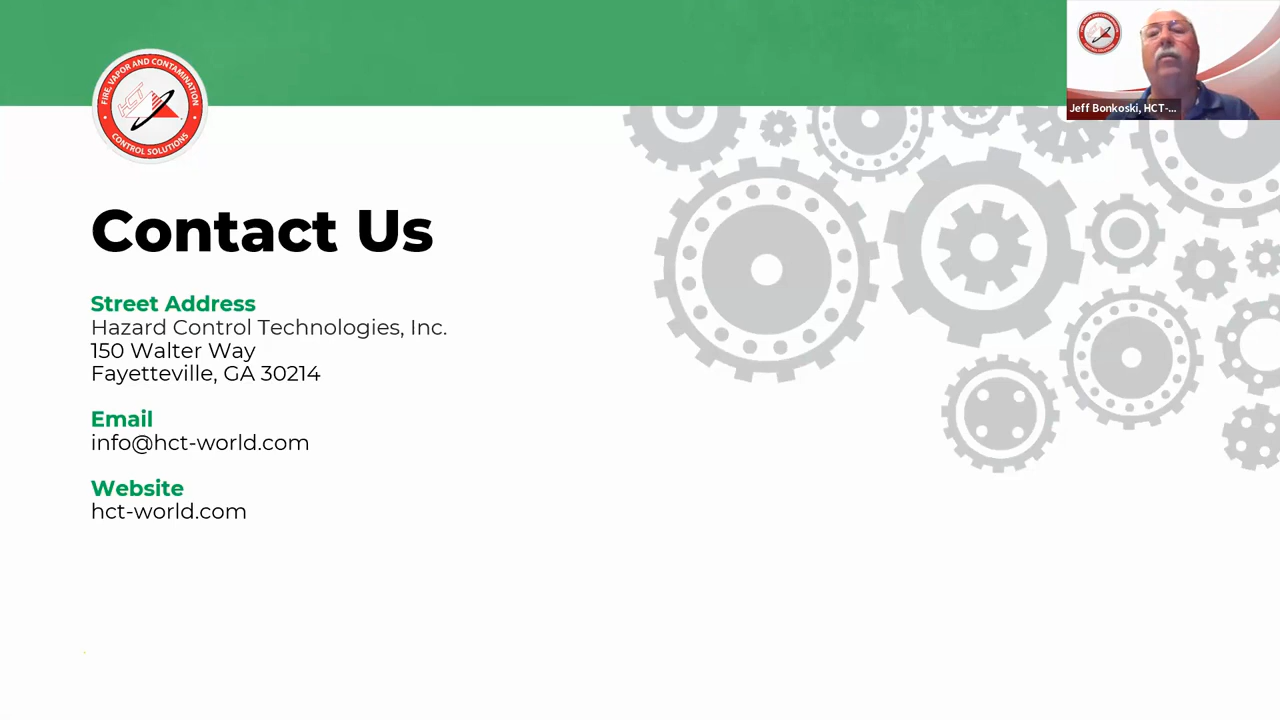 FIRE, VAPOR AND CONTAMINATION
HCT
CONTROL SOLUTIONS
Jeff Bonkoski, HCT-...
Contact Us
Street Address
Hazard Control Technologies, Inc.
150 Walter Way
Fayetteville, GA 30214
Email
info@hct-world.com
Website
hct-world.com